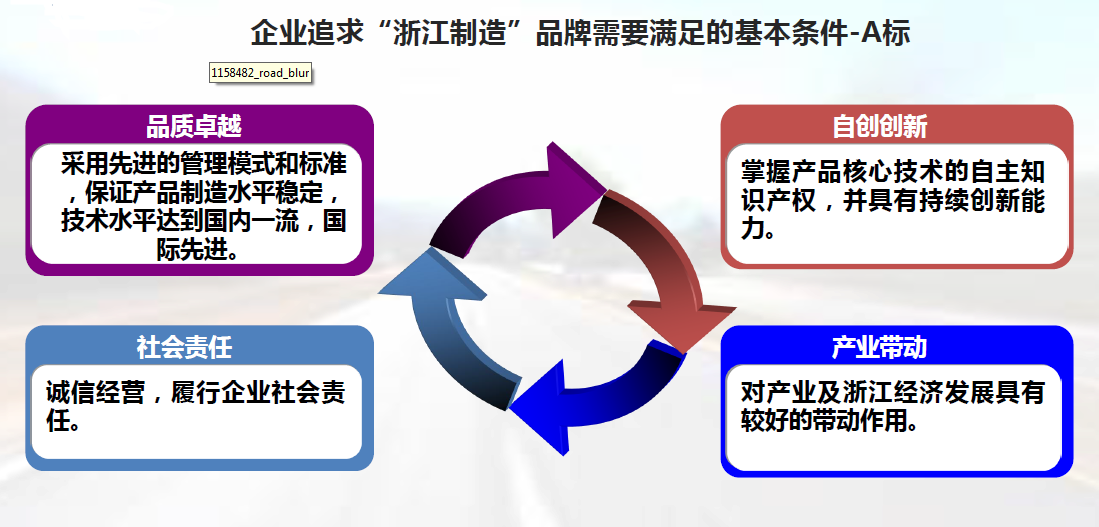 企业追求“浙江制造”品牌需要满足的基本条件-A标
1158482_road_blur
品质卓越
采用先进的管理模式和标准
，保证产品制造水平稳定，
技术水平达到国内一流，国
际先进。
自创创新
掌握产品核心技术的自主知
识产权，并具有持续创新能
力。
社会责任
诚信经营，履行企业社会责
任。
产业带动
对产业及浙江经济发展具有
较好的带动作用。